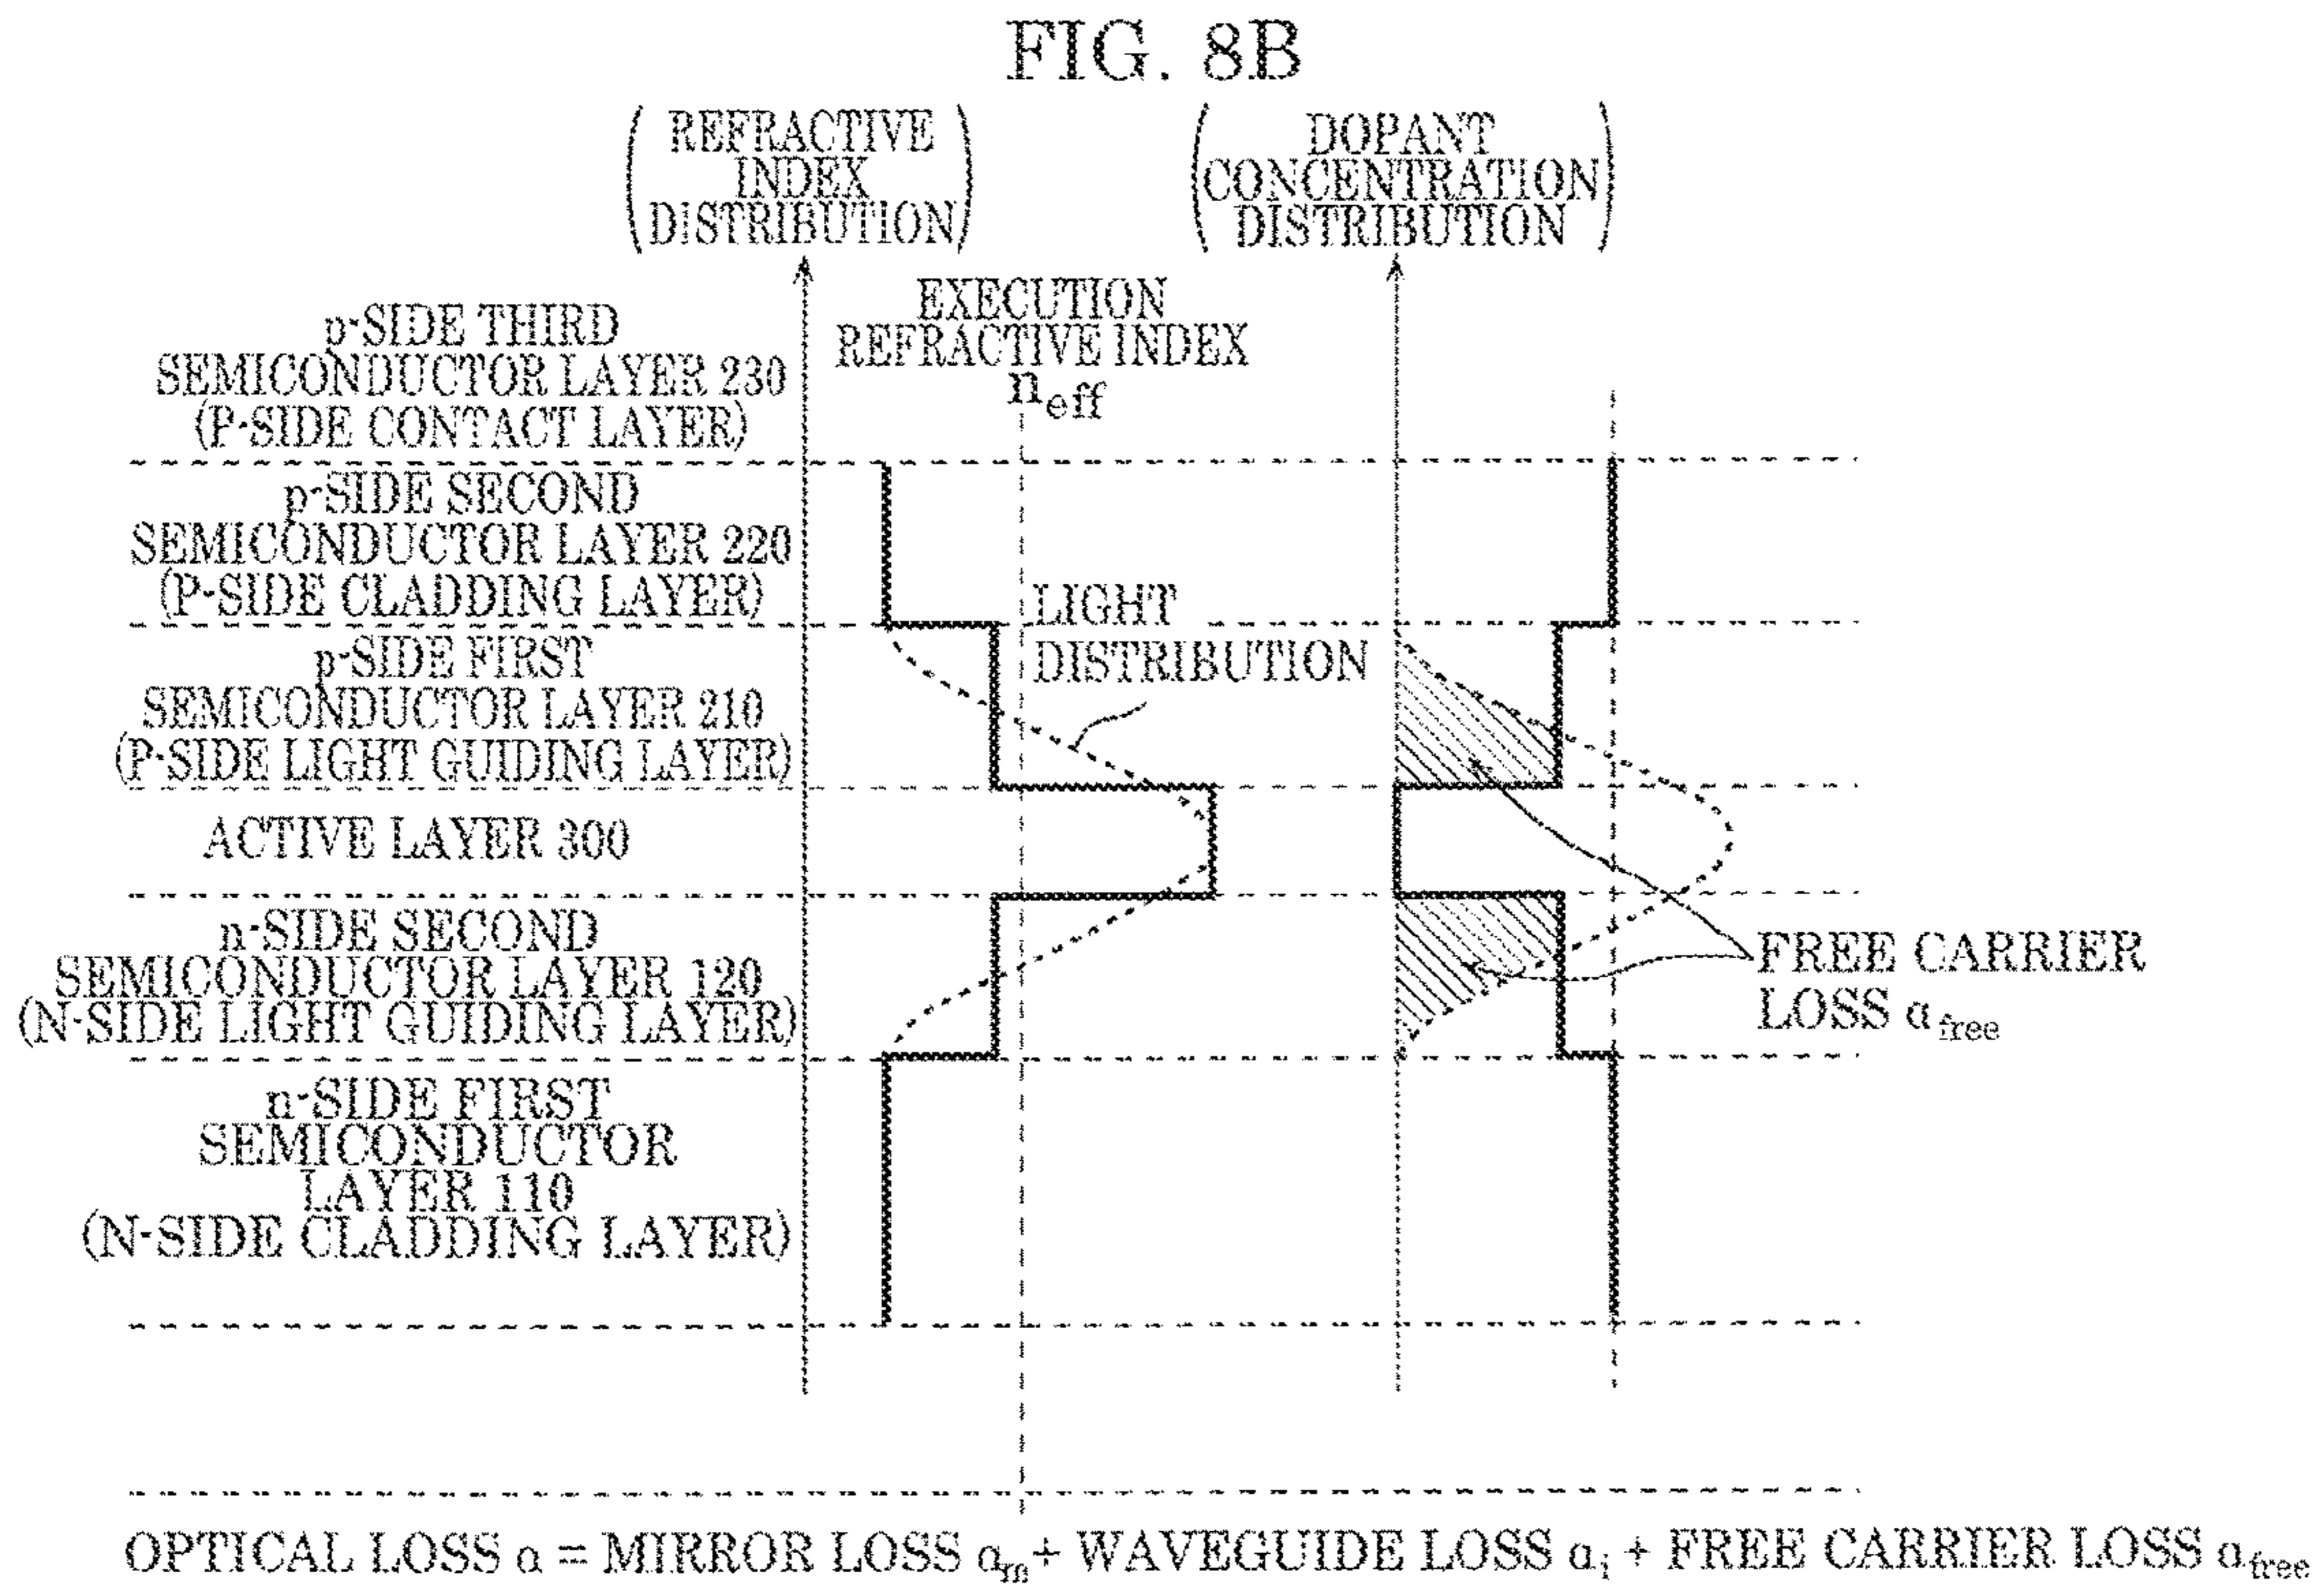 FIG. 8B
(REFRACTIVE
INDEX
DISTRIBUTION)
(DOPANT
CONCENTRATION
DISTRIBUTION)
EXECUTION
REFRACTIVE INDEX
n_eff
p-SIDE THIRD
SEMICONDUCTOR LAYER 230
(P-SIDE CONTACT LAYER)
p-SIDE SECOND
SEMICONDUCTOR LAYER 220
(P-SIDE CLADDING LAYER)
LIGHT
DISTRIBUTION
p-SIDE FIRST
SEMICONDUCTOR LAYER 210
(P-SIDE LIGHT GUIDING LAYER)
ACTIVE LAYER 300
n-SIDE SECOND
SEMICONDUCTOR LAYER 120
(N-SIDE LIGHT GUIDING LAYER)
FREE CARRIER
LOSS α_free
n-SIDE FIRST
SEMICONDUCTOR
LAYER 110
(N-SIDE CLADDING LAYER)
OPTICAL LOSS α = MIRROR LOSS α_m + WAVEGUIDE LOSS α_i + FREE CARRIER LOSS α_free